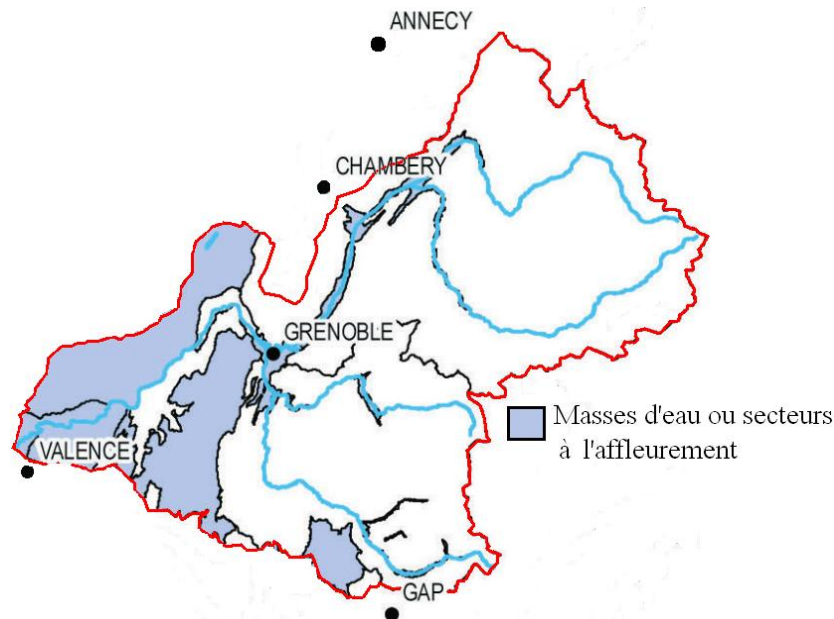 ANNECY
CHAMBERY
GRENOBLE
Masses d'eau ou secteurs
à l'affleurement
VALENCE
GAP